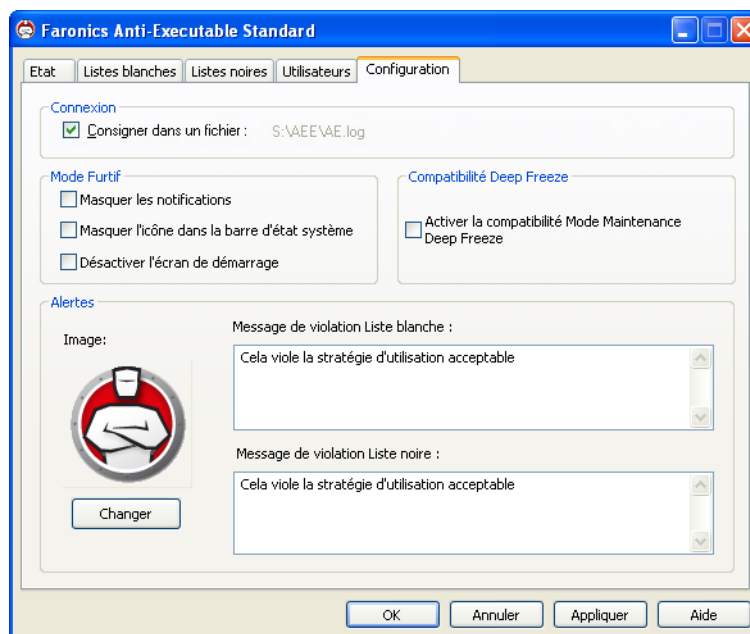 Faronics Anti-Executable Standard
Etat
Listes blanches
Listes noires
Utilisateurs
Configuration
Connexion
Consigner dans un fichier :
S:\AEE\AE.log
Mode Furtif
Masquer les notifications
Masquer l'icône dans la barre d'état système
Désactiver l'écran de démarrage
Compatibilité Deep Freeze
Activer la compatibilité Mode Maintenance
Deep Freeze
Alertes
Image:
Changer
Message de violation Liste blanche :
Cela viole la stratégie d'utilisation acceptable
Message de violation Liste noire :
Cela viole la stratégie d'utilisation acceptable
OK
Annuler
Appliquer
Aide